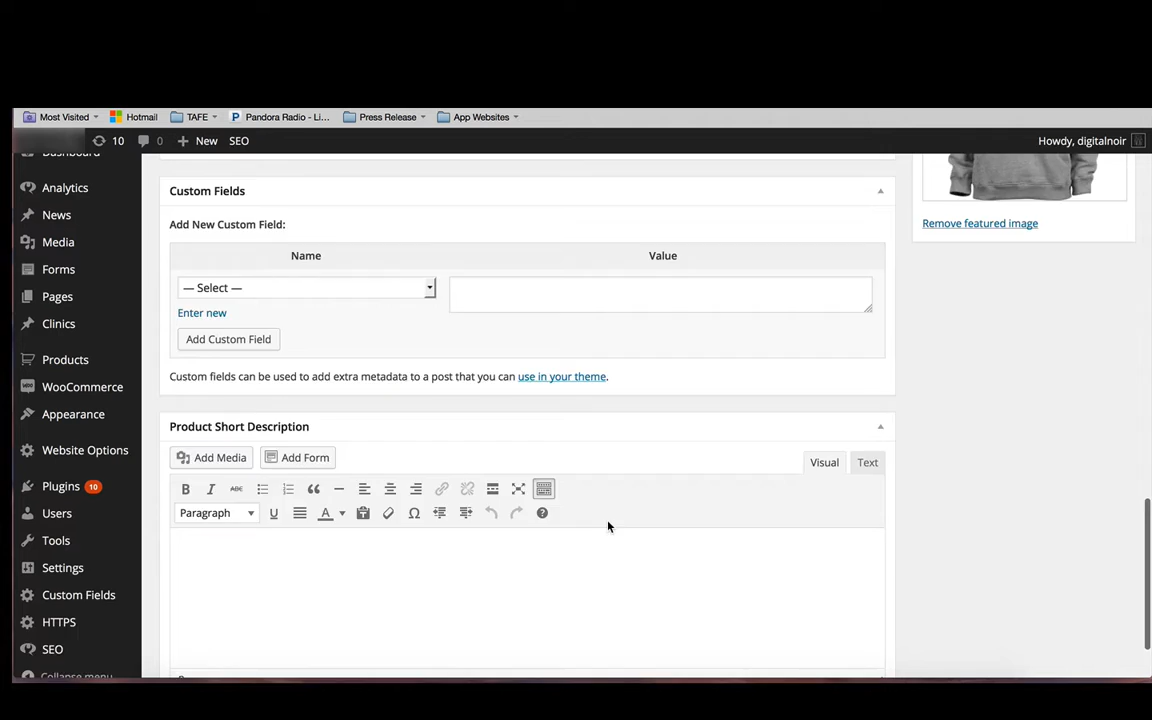 Most Visited
Hotmail
TAFE
P Pandora Radio - Li...
Press Release
App Websites
10
0
New
SEO
Howdy, digitalnoir
Dashboard
Analytics
News
Media
Forms
Pages
Clinics
Products
WooCommerce
Appearance
Website Options
Plugins 10
Users
Tools
Settings
Custom Fields
HTTPS
SEO
Collapse menu
Custom Fields
Add New Custom Field:
Name
Value
— Select —
Enter new
Add Custom Field
Custom fields can be used to add extra metadata to a post that you can use in your theme.
Product Short Description
Add Media
Add Form
Visual
Text
B I ABC
Paragraph
U
A
Remove featured image